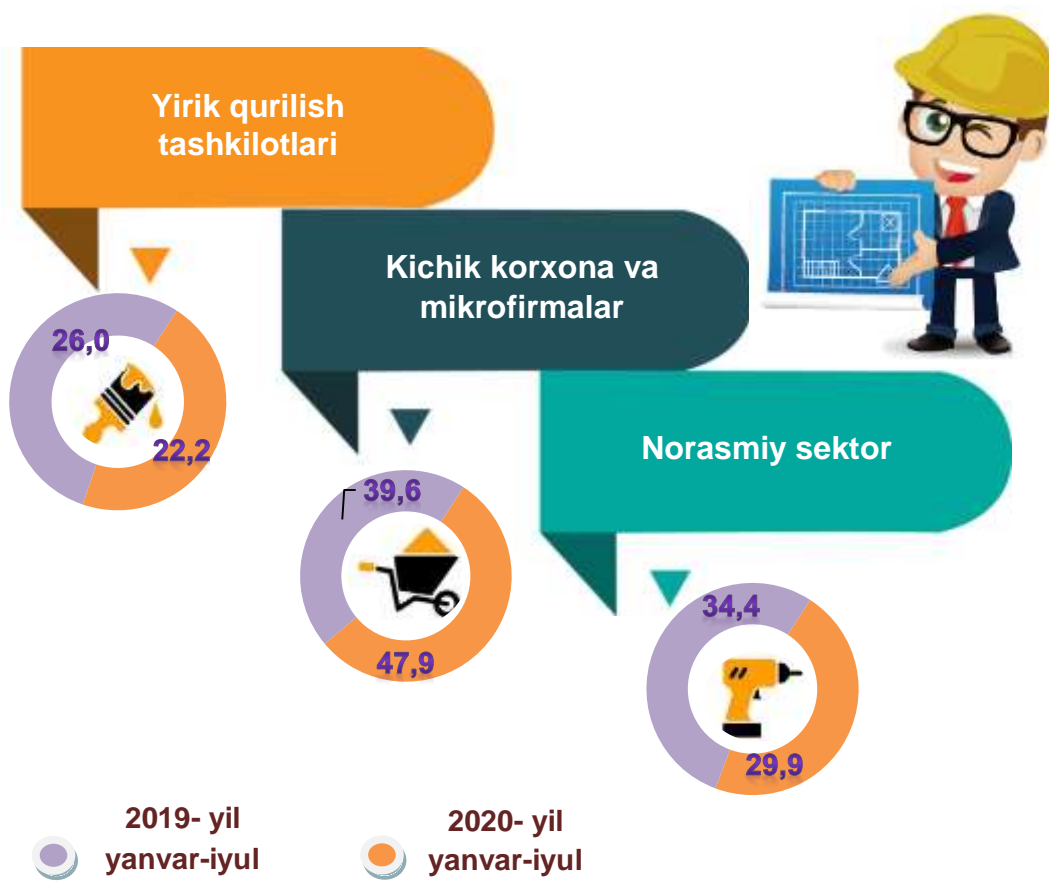 Yirik qurilish
tashkilotlari
Kichik korxona va
mikrofirmalar
26,0
22,2
Norasmiy sektor
39,6
47,9
34,4
29,9
2019- yil
yanvar-iyul
2020- yil
yanvar-iyul